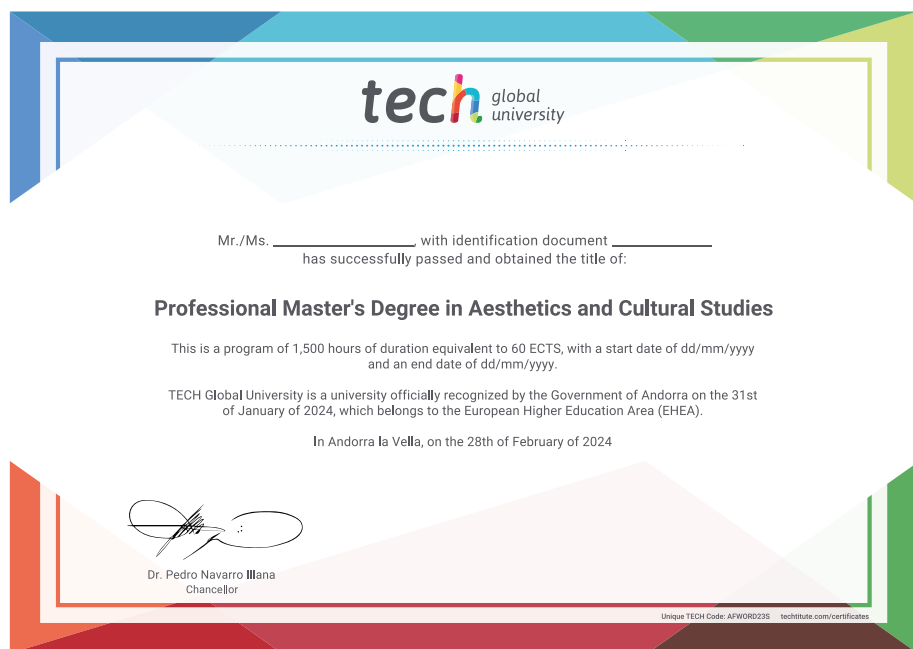 tech global
university
Mr./Ms. ____________________, with identification document ______________
has successfully passed and obtained the title of:
Professional Master's Degree in Aesthetics and Cultural Studies
This is a program of 1,500 hours of duration equivalent to 60 ECTS, with a start date of dd/mm/yyyy
and an end date of dd/mm/yyyy.
TECH Global University is a university officially recognized by the Government of Andorra on the 31st
of January of 2024, which belongs to the European Higher Education Area (EHEA).
In Andorra la Vella, on the 28th of February of 2024
Dr. Pedro Navarro Illana
Chancellor
Unique TECH Code: AFWORD23S techtitute.com/certificates